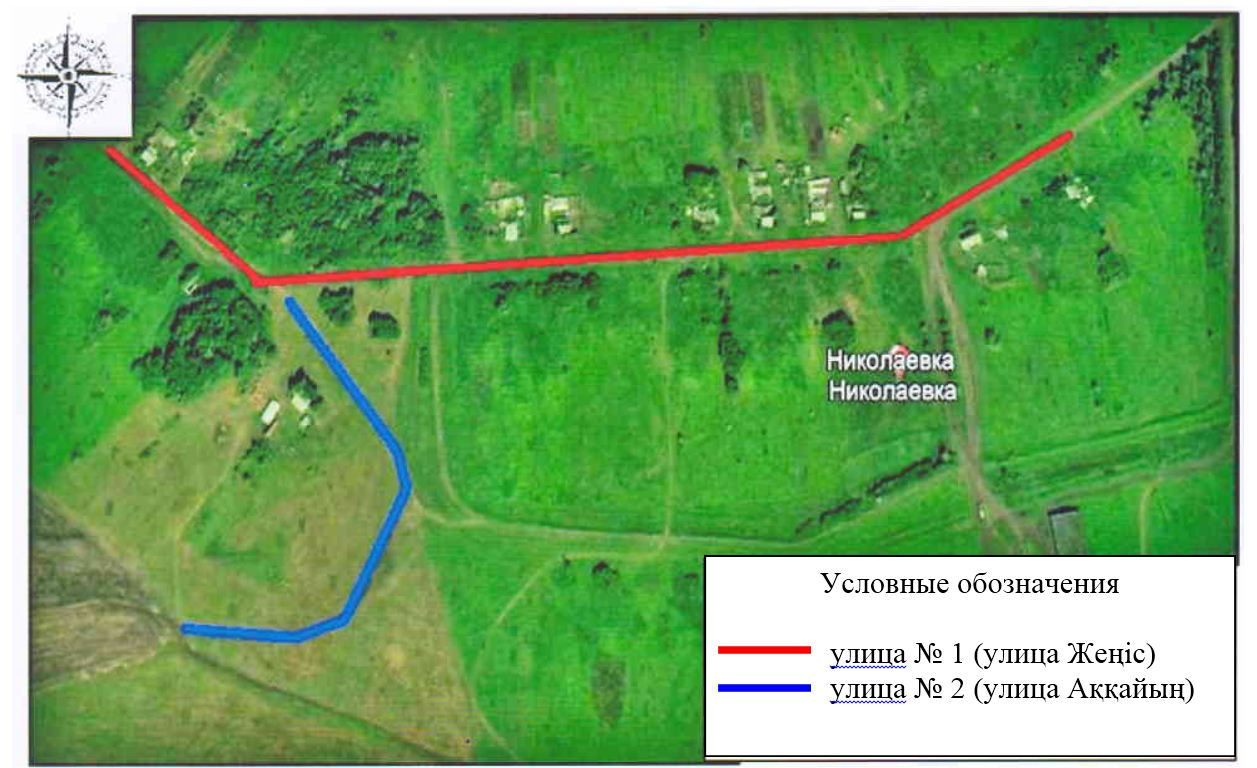 Николаевка
Николаевка
Условные обозначения
улица № 1 (улица Жеңіс)
улица № 2 (улица Аққайың)